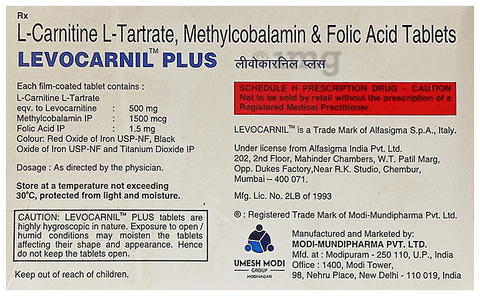 Rx
L-Carnitine L-Tartrate, Methylcobalamin & Folic Acid Tablets
LEVOCARNIL™ PLUS लीवोकारनिल प्लस
Each film-coated tablet contains :
L-Carnitine L-Tartrate
eqv. to Levocarnitine : 500 mg
Methylcobalamin IP : 1500 mcg
Folic Acid IP : 1.5 mg
Colour: Red Oxide of Iron USP-NF, Black
Oxide of Iron USP-NF and Titanium Dioxide IP
Dosage : As directed by the physician.
Store at a temperature not exceeding
30°C, protected from light and moisture.
CAUTION: LEVOCARNIL™ PLUS tablets are
highly hygroscopic in nature. Exposure to open /
humid conditions may moisten the tablets
affecting their shape and appearance. Hence
do not keep the tablets open.
Keep out of reach of children.
SCHEDULE H PRESCRIPTION DRUG - CAUTION
Not to be sold by retail without the prescription of a
Registered Medical Practitioner.
LEVOCARNIL™ is a Trade Mark of Alfasigma S.p.A., Italy.
Under license from Alfasigma India Pvt. Ltd.
202, 2nd Floor, Mahinder Chambers, W.T. Patil Marg,
Opp. Dukes Factory,Near R.K. Studio, Chembur,
Mumbai – 400 071.
Mfg. Lic. No. 2LB of 1993
® : Registered Trade Mark of Modi-Mundipharma Pvt. Ltd.
UMESH MODI
GROUP
MODINAGAR
Manufactured and Marketed by:
MODI-MUNDIPHARMA PVT. LTD.
Mfd. at : Modipuram - 250 110, U.P., India
Office : 1400, Modi Tower,
98, Nehru Place, New Delhi - 110 019, India